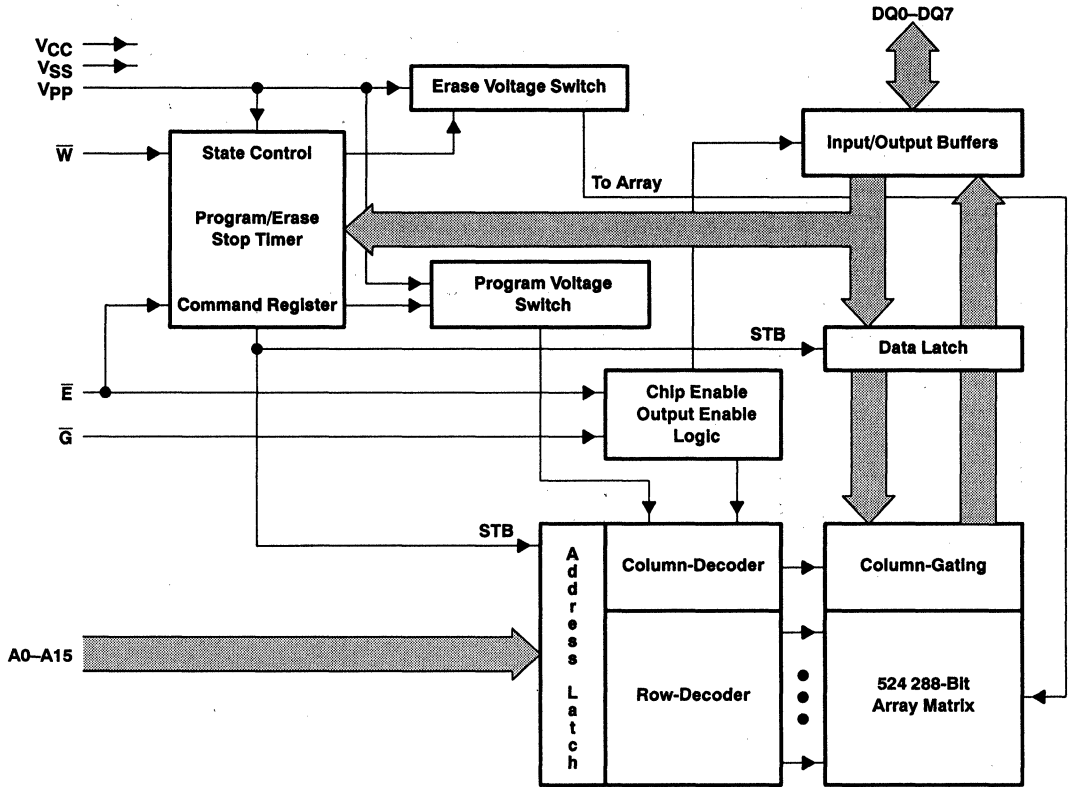 DQ0–DQ7
VCC
VSS
VPP
Erase Voltage Switch
W̅
State Control
Input/Output Buffers
To Array
Program/Erase
Stop Timer
Program Voltage
Switch
Command Register
STB
Data Latch
E̅
Chip Enable
Output Enable
Logic
G̅
STB
Address Latch
Column-Decoder
Column-Gating
A0–A15
Row-Decoder
524 288-Bit
Array Matrix